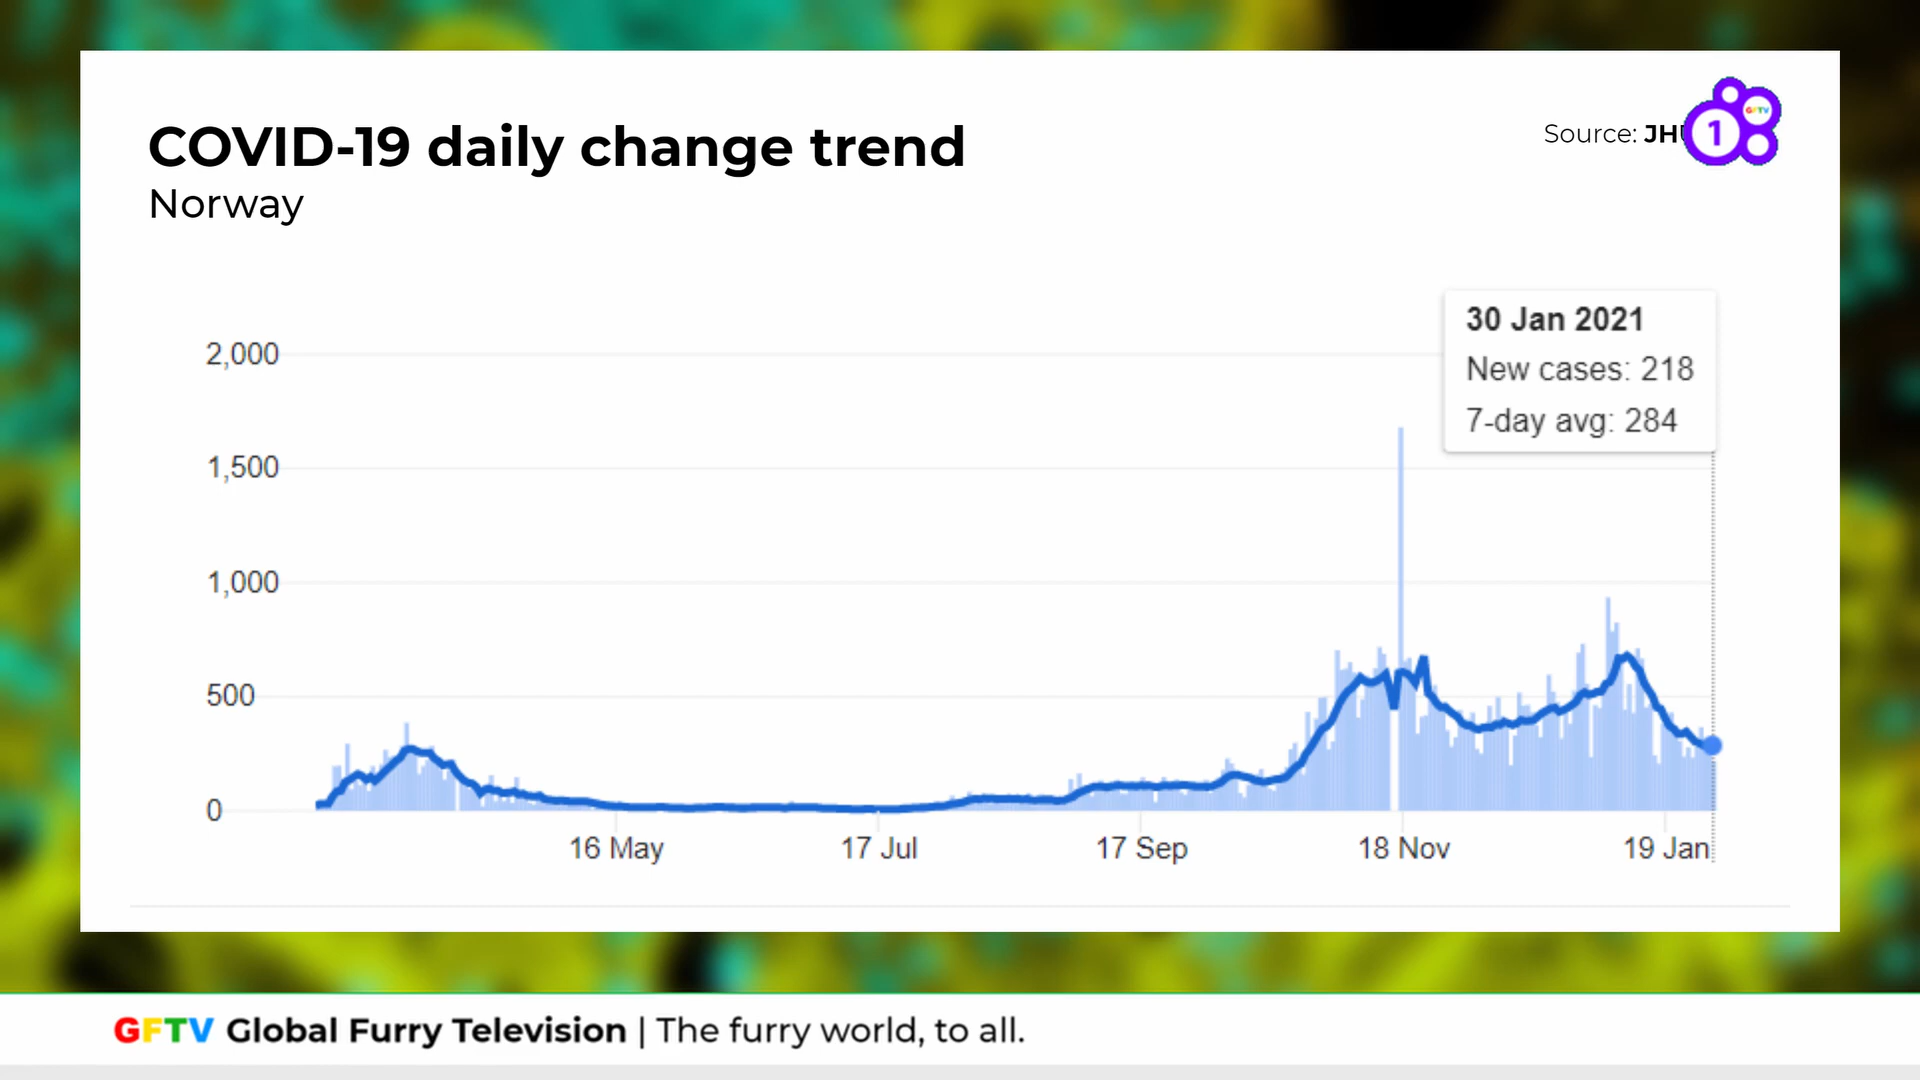 COVID-19 daily change trend
Norway
Source: JH
GFTV
1
30 Jan 2021
New cases: 218
7-day avg: 284
2,000
1,500
1,000
500
0
16 May 17 Jul 17 Sep 18 Nov 19 Jan
GFTV Global Furry Television | The furry world, to all.